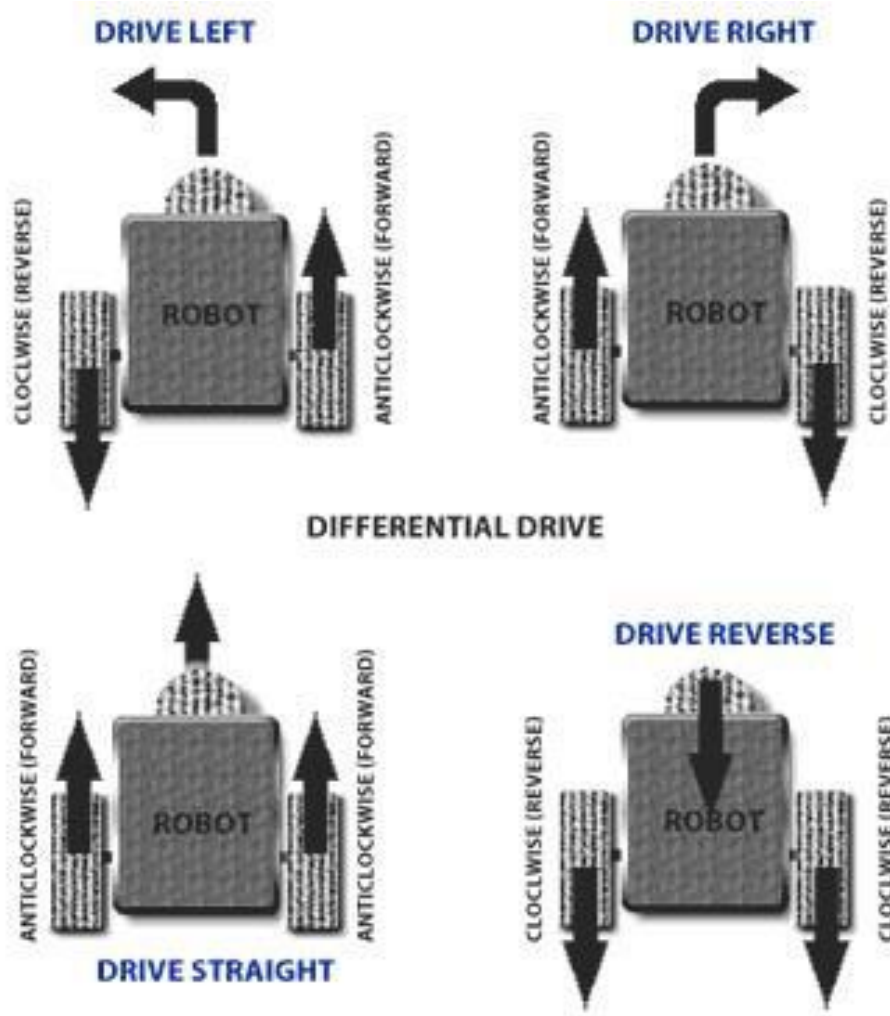 DRIVE LEFT
DRIVE RIGHT
CLOCLWISE (REVERSE)
ROBOT
ANTICLOCKWISE (FORWARD)
ANTICLOCKWISE (FORWARD)
ROBOT
CLOCLWISE (REVERSE)
DIFFERENTIAL DRIVE
ANTICLOCKWISE (FORWARD)
ROBOT
ANTICLOCKWISE (FORWARD)
DRIVE STRAIGHT
DRIVE REVERSE
CLOCLWISE (REVERSE)
ROBOT
CLOCLWISE (REVERSE)